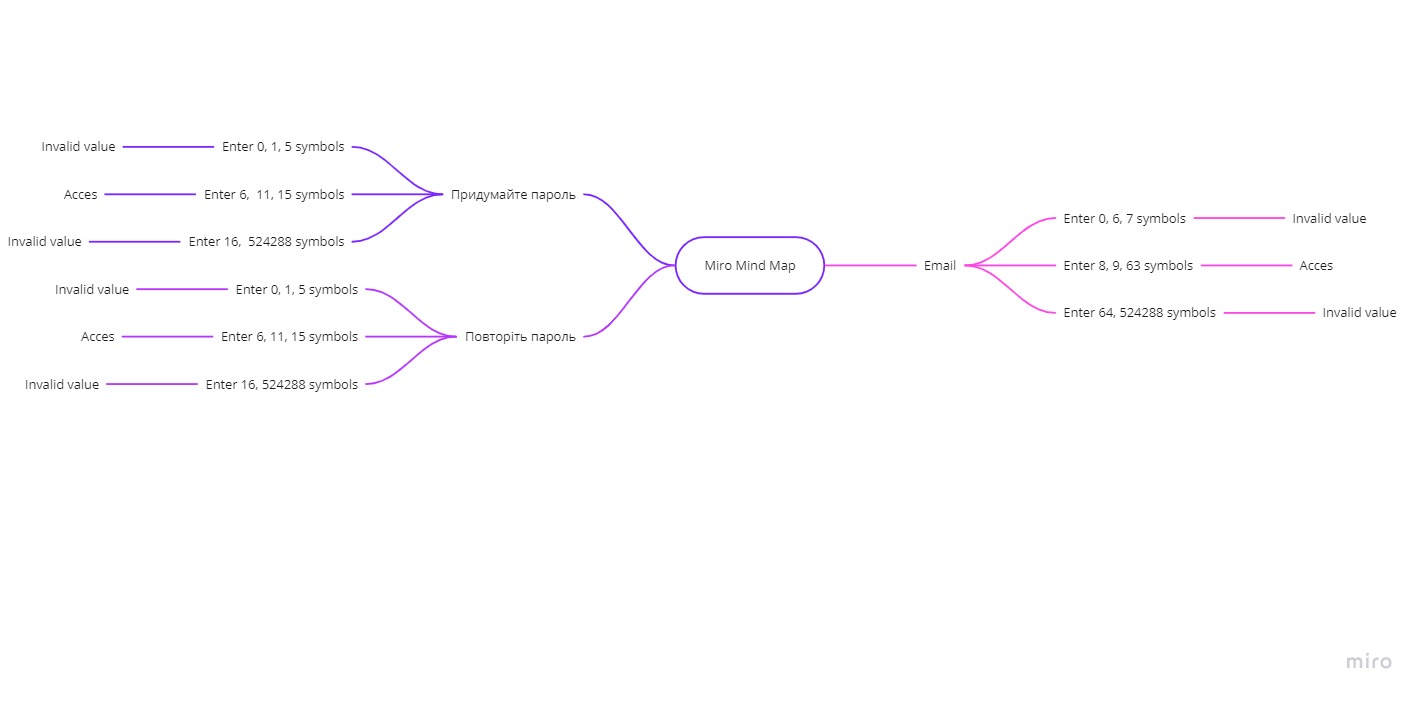 Invalid value
Enter 0, 1, 5 symbols
Acces
Enter 6,  11, 15 symbols
Придумайте пароль
Invalid value
Enter 16,  524288 symbols
Invalid value
Enter 0, 1, 5 symbols
Acces
Enter 6, 11, 15 symbols
Повторіть пароль
Invalid value
Enter 16, 524288 symbols
Miro Mind Map
Email
Enter 0, 6, 7 symbols
Invalid value
Enter 8, 9, 63 symbols
Acces
Enter 64, 524288 symbols
Invalid value
miro